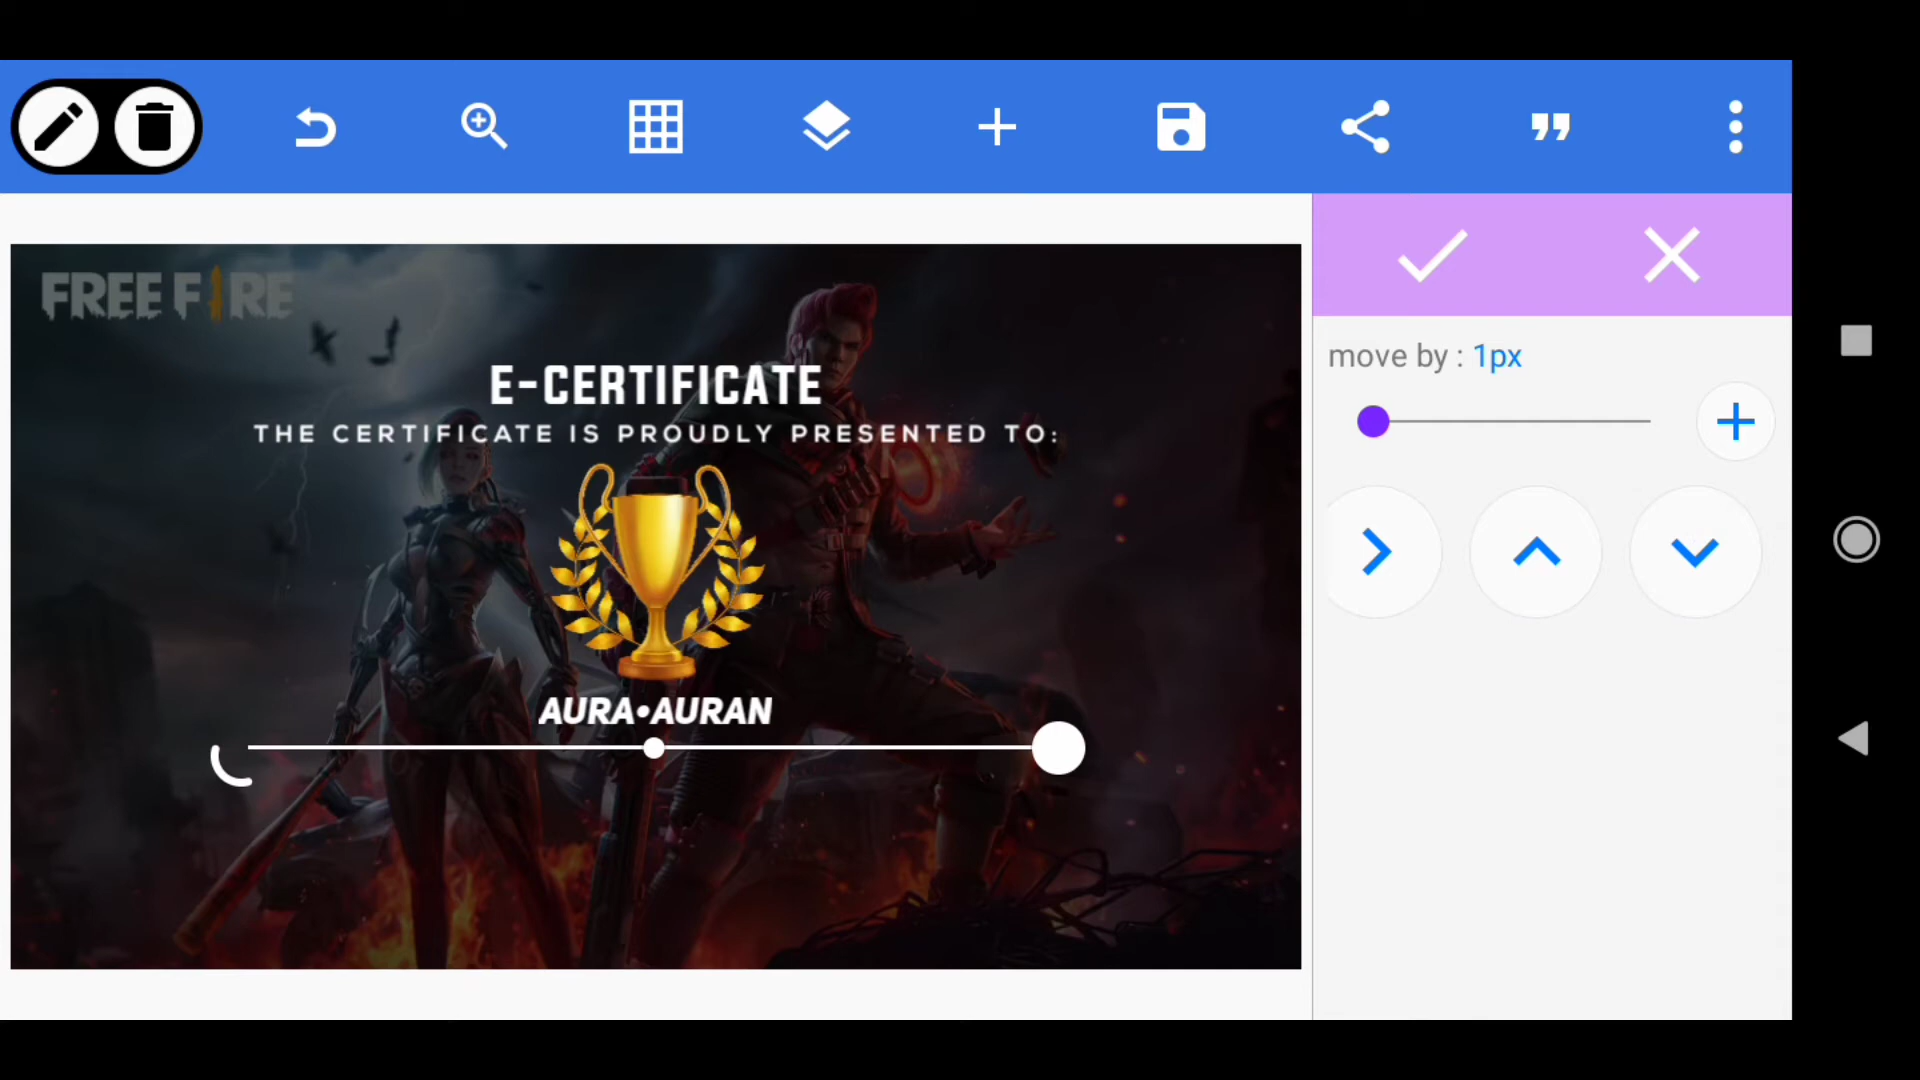 move by : 1px
FREE FIRE
E-CERTIFICATE
THE CERTIFICATE IS PROUDLY PRESENTED TO:
AURA•AURAN